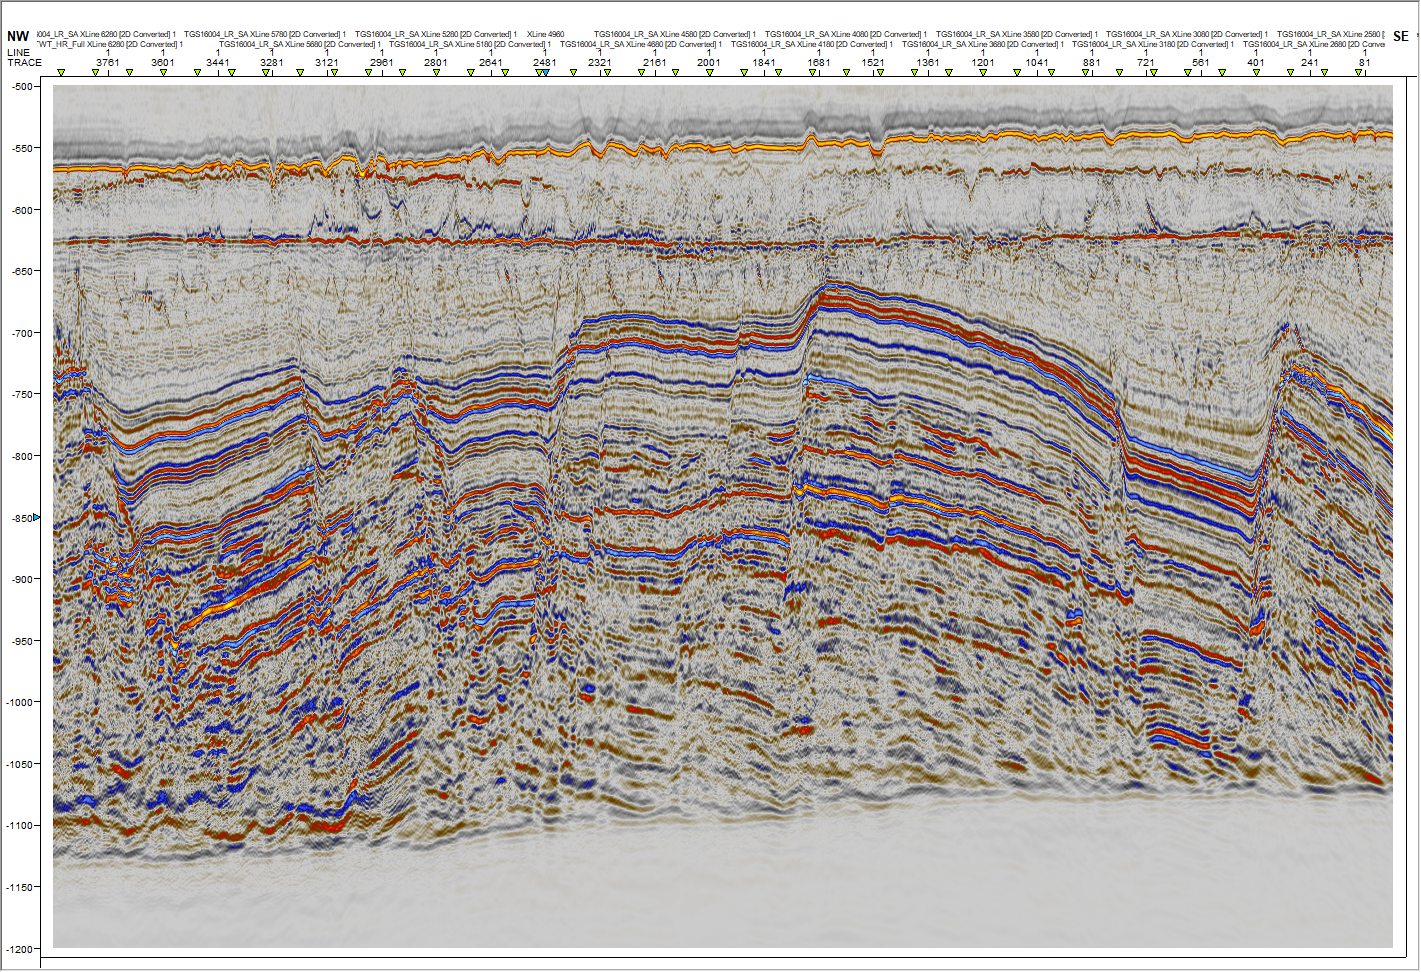 NW
004_LR_SA XLine 6280 [2D Converted] 1 TGS16004_LR_SA XLine 5780 [2D Converted] 1 TGS16004_LR_SA XLine 5280 [2D Converted] 1 XLine 4960 TGS16004_LR_SA XLine 4580 [2D Converted] 1 TGS16004_LR_SA XLine 4080 [2D Converted] 1 TGS16004_LR_SA XLine 3580 [2D Converted] 1 TGS16004_LR_SA XLine 3080 [2D Converted] 1 TGS16004_LR_SA XLine 2580 [
SE
TWT_HR_Full XLine 6280 [2D Converted] 1 TGS16004_LR_SA XLine 5680 [2D Converted] 1 TGS16004_LR_SA XLine 5180 [2D Converted] 1 TGS16004_LR_SA XLine 4680 [2D Converted] 1 TGS16004_LR_SA XLine 4180 [2D Converted] 1 TGS16004_LR_SA XLine 3680 [2D Converted] 1 TGS16004_LR_SA XLine 3180 [2D Converted] 1 TGS16004_LR_SA XLine 2680 [2D Conve
LINE 1 1 1 1 1 1 1 1 1 1 1 1 1 1 1 1 1 1 1 1 1 1 1 1
TRACE 3761 3601 3441 3281 3121 2961 2801 2641 2481 2321 2161 2001 1841 1681 1521 1361 1201 1041 881 721 561 401 241 81
-500
-550
-600
-650
-700
-750
-800
-850
-900
-950
-1000
-1050
-1100
-1150
-1200